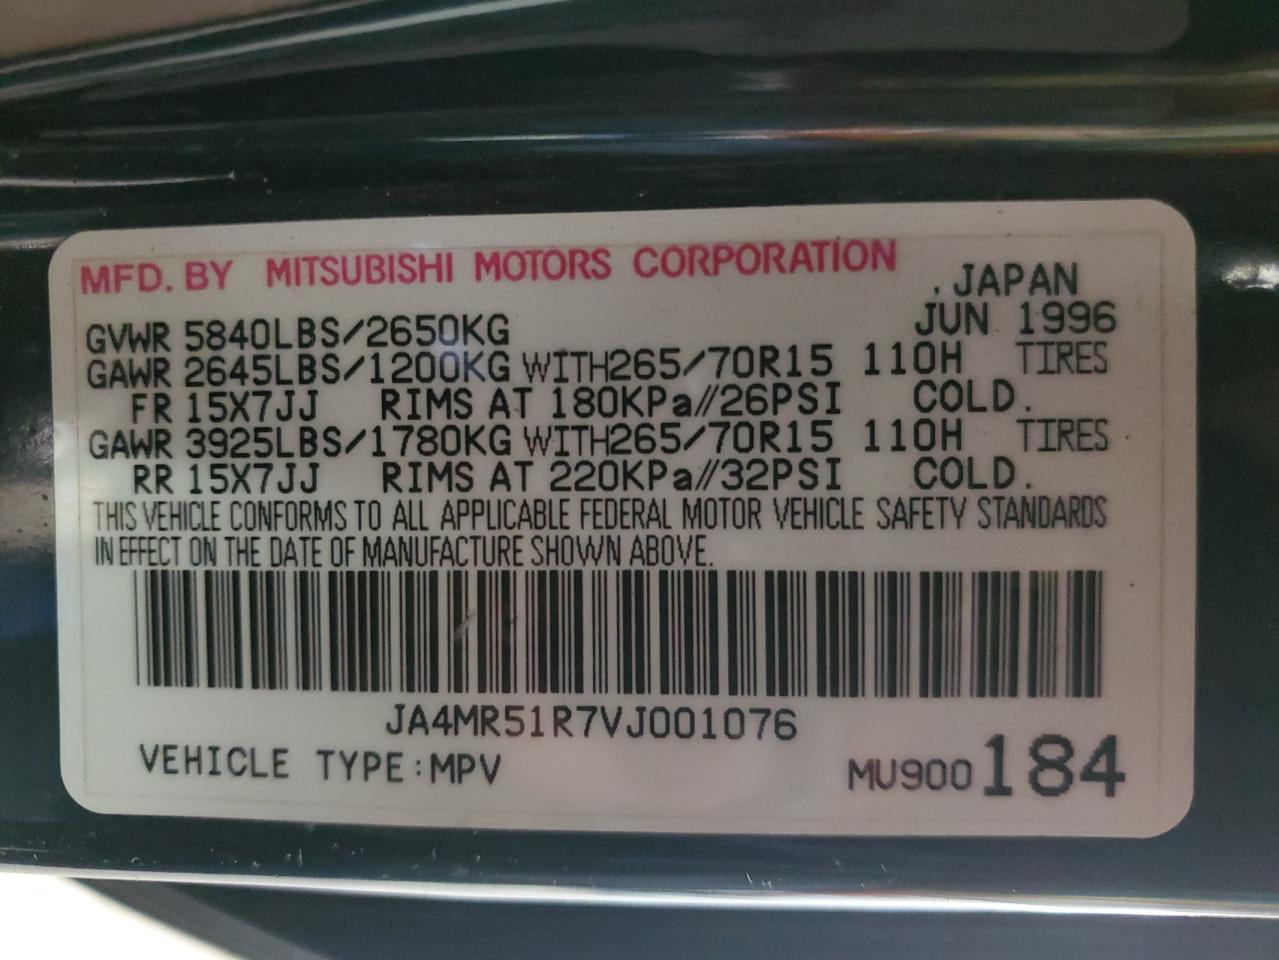 MFD. BY MITSUBISHI MOTORS CORPORATION
, JAPAN
GVWR 5840LBS/2650KG JUN 1996
GAWR 2645LBS/1200KG WITH265/70R15 110H TIRES
FR 15X7JJ RIMS AT 180KPa//26PSI COLD.
GAWR 3925LBS/1780KG WITH265/70R15 110H TIRES
RR 15X7JJ RIMS AT 220KPa//32PSI COLD.
THIS VEHICLE CONFORMS TO ALL APPLICABLE FEDERAL MOTOR VEHICLE SAFETY STANDARDS
IN EFFECT ON THE DATE OF MANUFACTURE SHOWN ABOVE.
JA4MR51R7VJ001076
VEHICLE TYPE:MPV MU900184